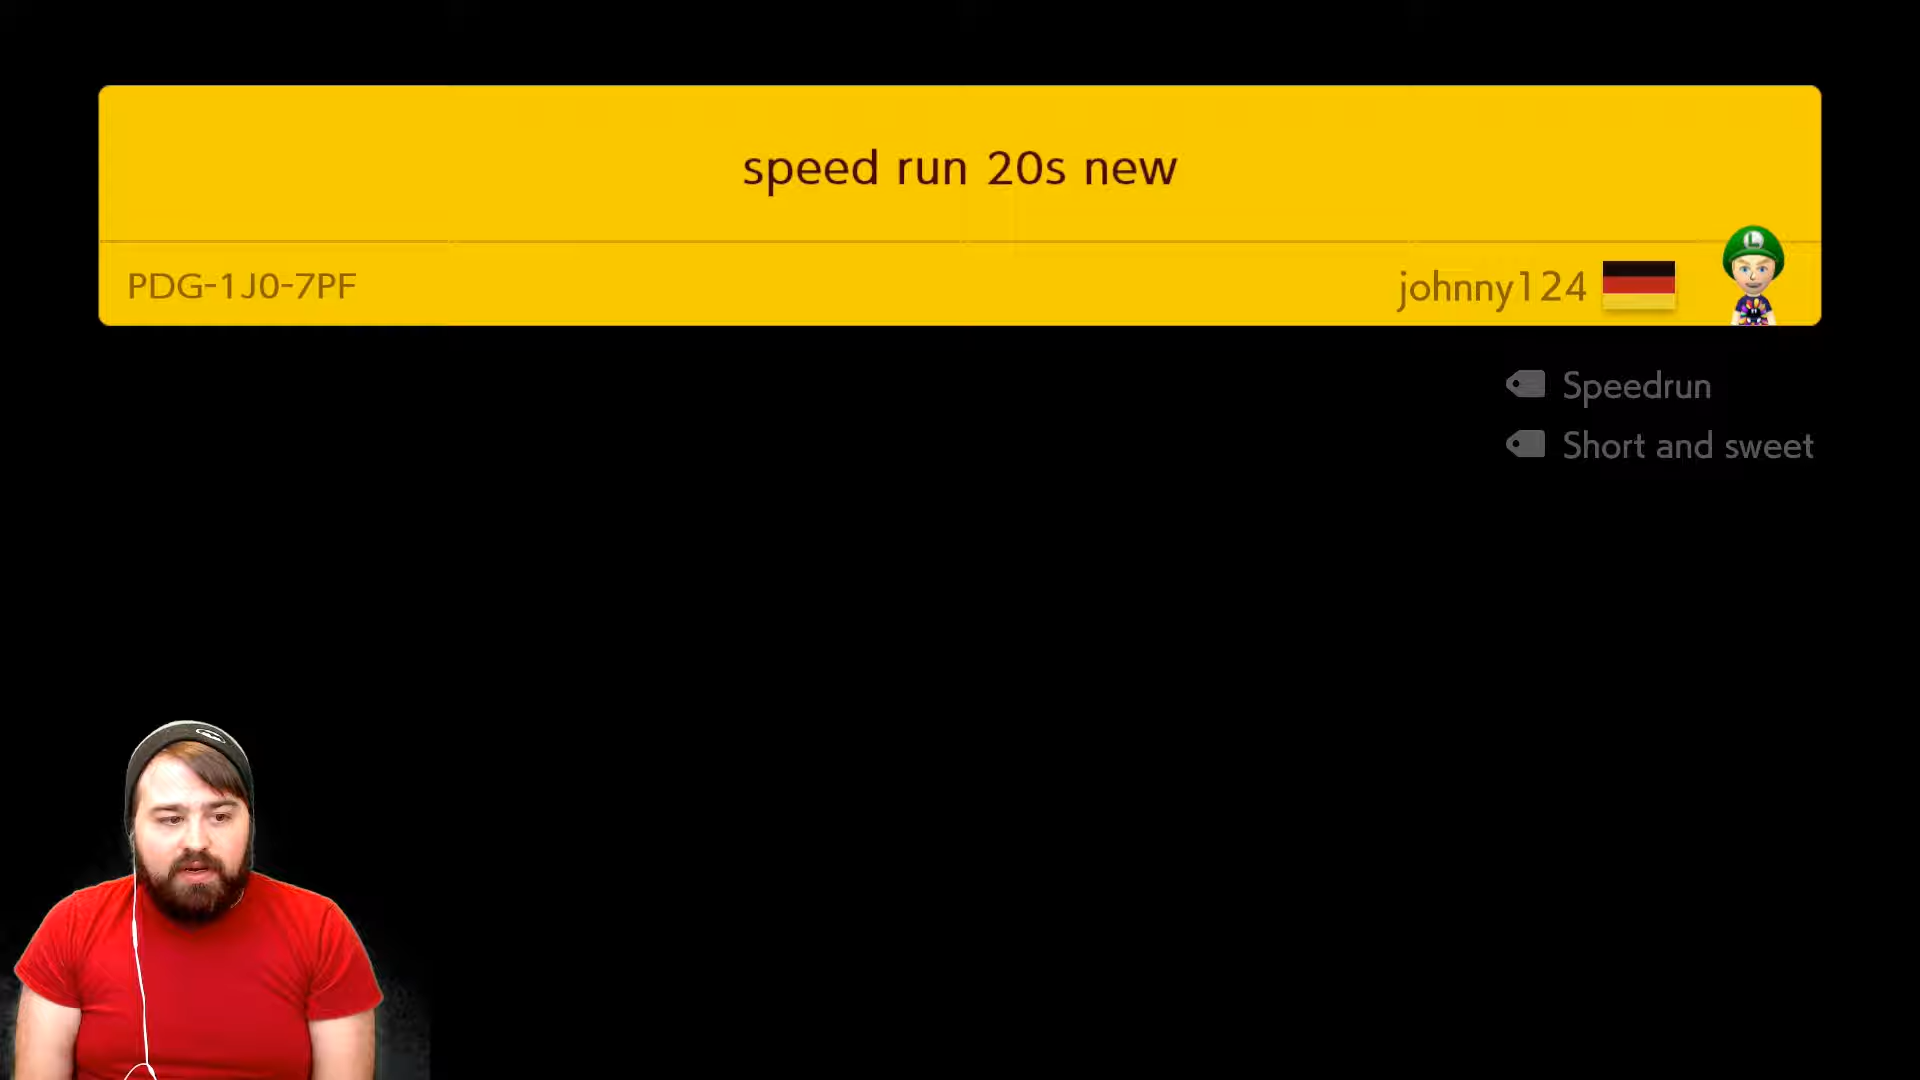 speed run 20s new
PDG-1J0-7PF
johnny124
L
Speedrun
Short and sweet